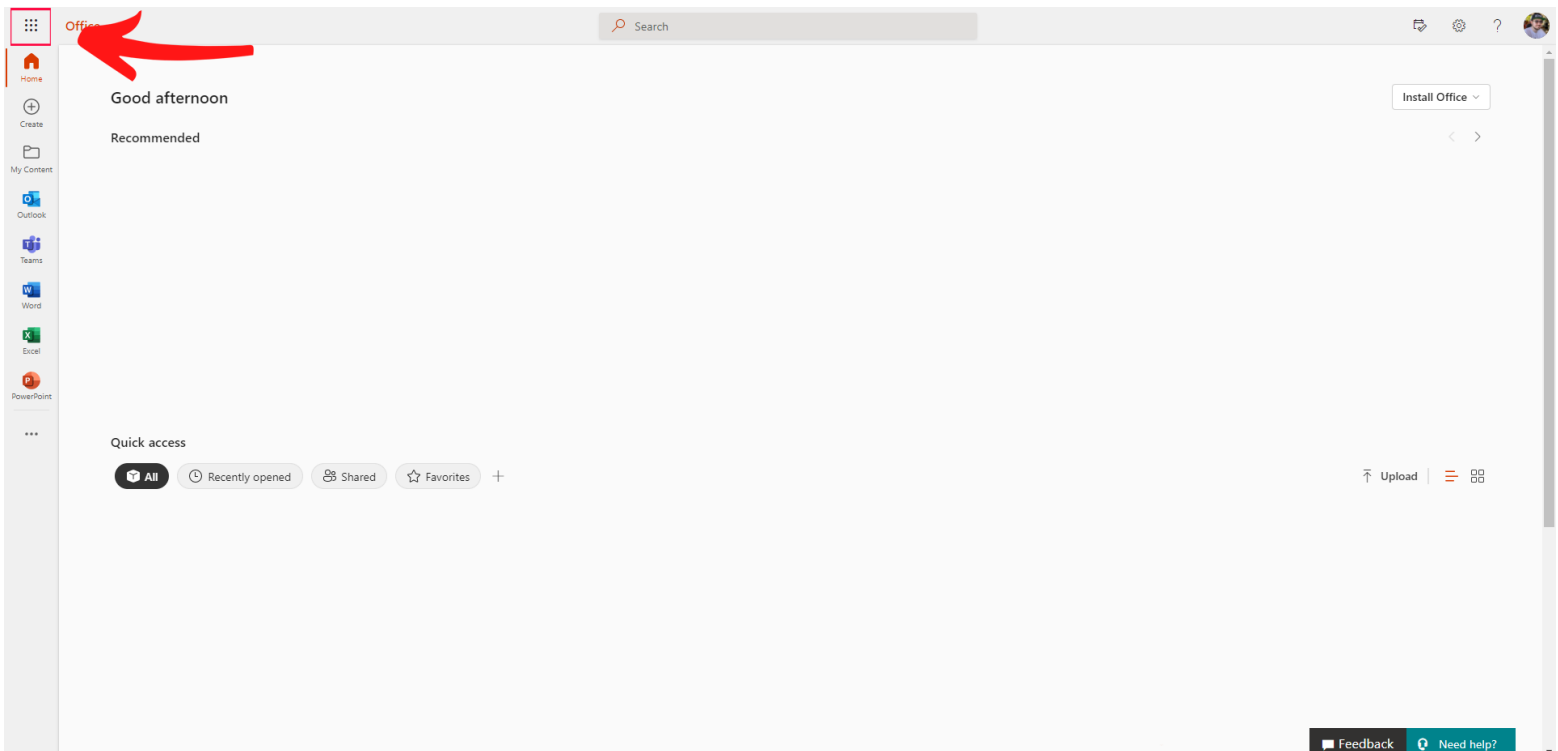 Office
Search
?
Home
Good afternoon
Install Office
Create
Recommended
My Content
Outlook
Teams
Word
Excel
PowerPoint
Quick access
All
Recently opened
Shared
Favorites
Upload
Feedback
Need help?